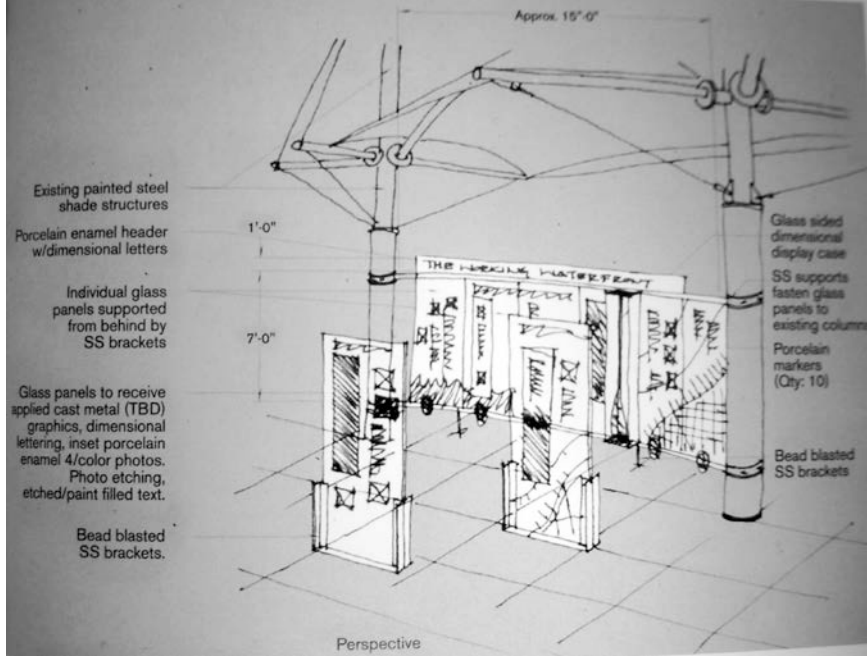 Approx. 15'-0"
Existing painted steel
shade structures
Porcelain enamel header
w/dimensional letters
1'-0"
Individual glass
panels supported
from behind by
SS brackets
7'-0"
Glass panels to receive
applied cast metal (TBD)
graphics, dimensional
lettering, inset porcelain
enamel 4/color photos.
Photo etching,
etched/paint filled text.
Bead blasted
SS brackets.
THE WORKING WATERFRONT
Glass sided
dimensional
display case
SS supports
fasten glass
panels to
existing column
Porcelain
markers
(Qty: 10)
Bead blasted
SS brackets
Perspective